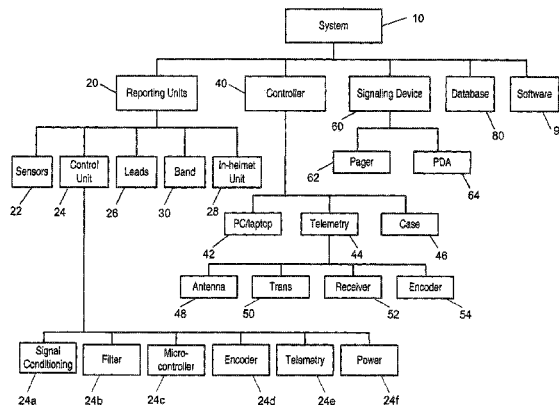 System
10
20
40
Reporting Units
Controller
Signaling Device
Database
Software
60
80
9
Sensors
Control Unit
Leads
Band
In-helmet Unit
Pager
PDA
22
24
26
30
28
62
64
PC/laptop
Telemetry
Case
42
44
46
Antenna
Trans
Receiver
Encoder
48
50
52
54
Signal Conditioning
Filter
Micro-controller
Encoder
Telemetry
Power
24a
24b
24c
24d
24e
24f